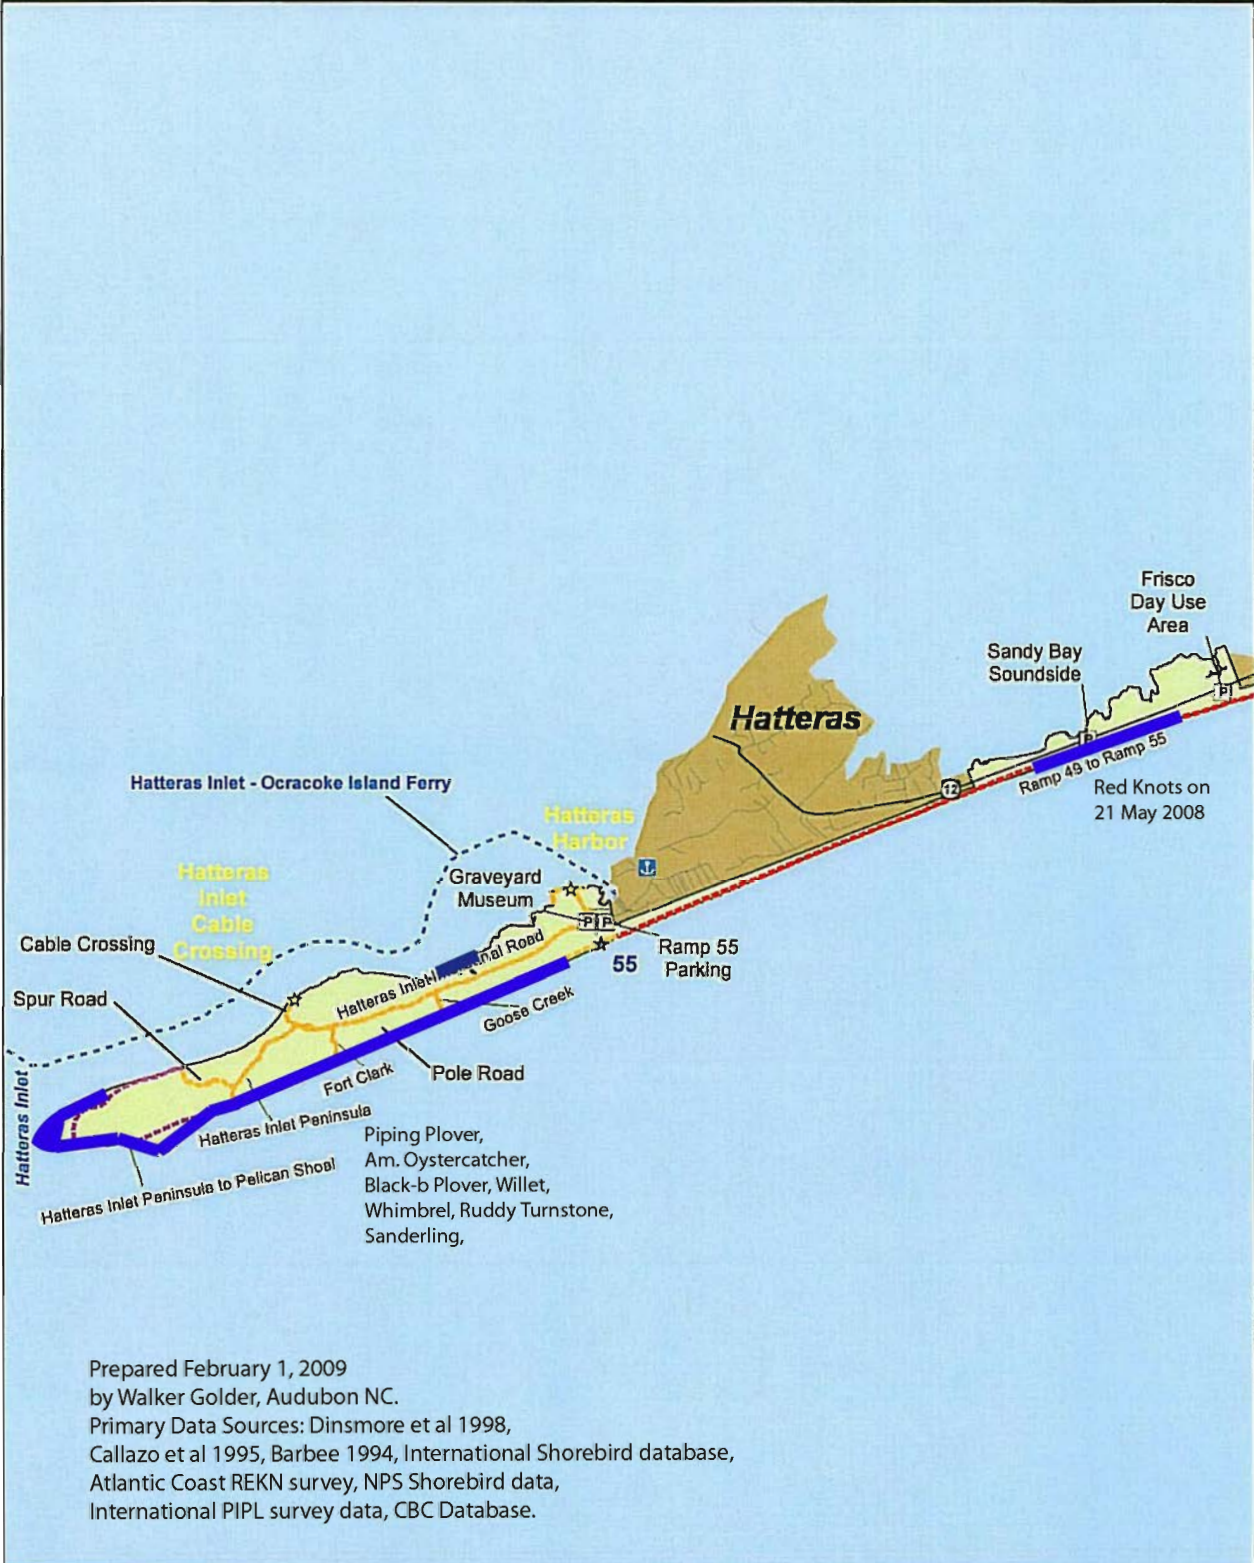 Frisco
Day Use
Area
Sandy Bay
Soundside
P
Hatteras
P
Ramp 49 to Ramp 55
12
Red Knots on
21 May 2008
Hatteras Inlet - Ocracoke Island Ferry
Hatteras
Harbor
Graveyard
Museum
P P
Hatteras
Inlet
Cable
Crossing
Cable Crossing
Ramp 55
Parking
55
Hatteras Inlet
nal Road
Spur Road
Goose Creek
Pole Road
Fort Clark
Hatteras Inlet
Hatteras Inlet Peninsula
Hatteras Inlet Peninsula to Pelican Shoal
Piping Plover,
Am. Oystercatcher,
Black-b Plover, Willet,
Whimbrel, Ruddy Turnstone,
Sanderling,
Prepared February 1, 2009
by Walker Golder, Audubon NC.
Primary Data Sources: Dinsmore et al 1998,
Callazo et al 1995, Barbee 1994, International Shorebird database,
Atlantic Coast REKN survey, NPS Shorebird data,
International PIPL survey data, CBC Database.